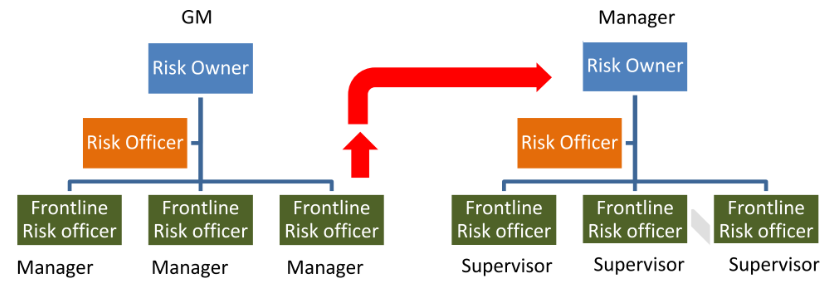 GM
Manager
Risk Owner
Risk Owner
Risk Officer
Risk Officer
Frontline
Risk officer
Frontline
Risk officer
Frontline
Risk officer
Frontline
Risk officer
Frontline
Risk officer
Frontline
Risk officer
Manager
Manager
Manager
Supervisor
Supervisor
Supervisor